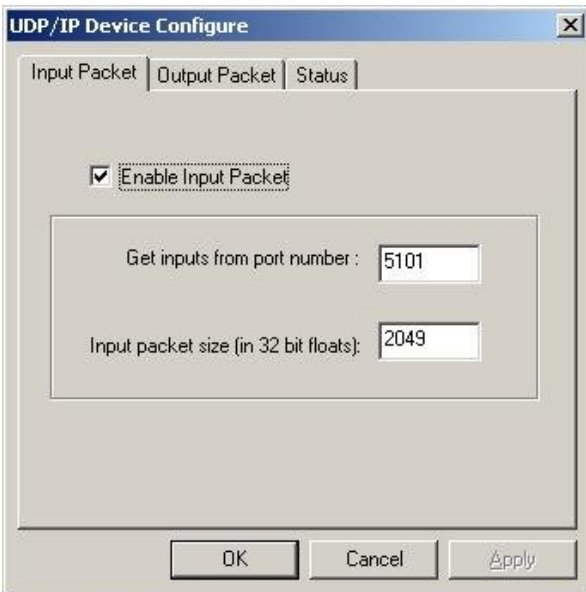 UDP/IP Device Configure
Input Packet Output Packet Status
Enable Input Packet
Get inputs from port number : 5101
Input packet size (in 32 bit floats): 2049
OK Cancel Apply